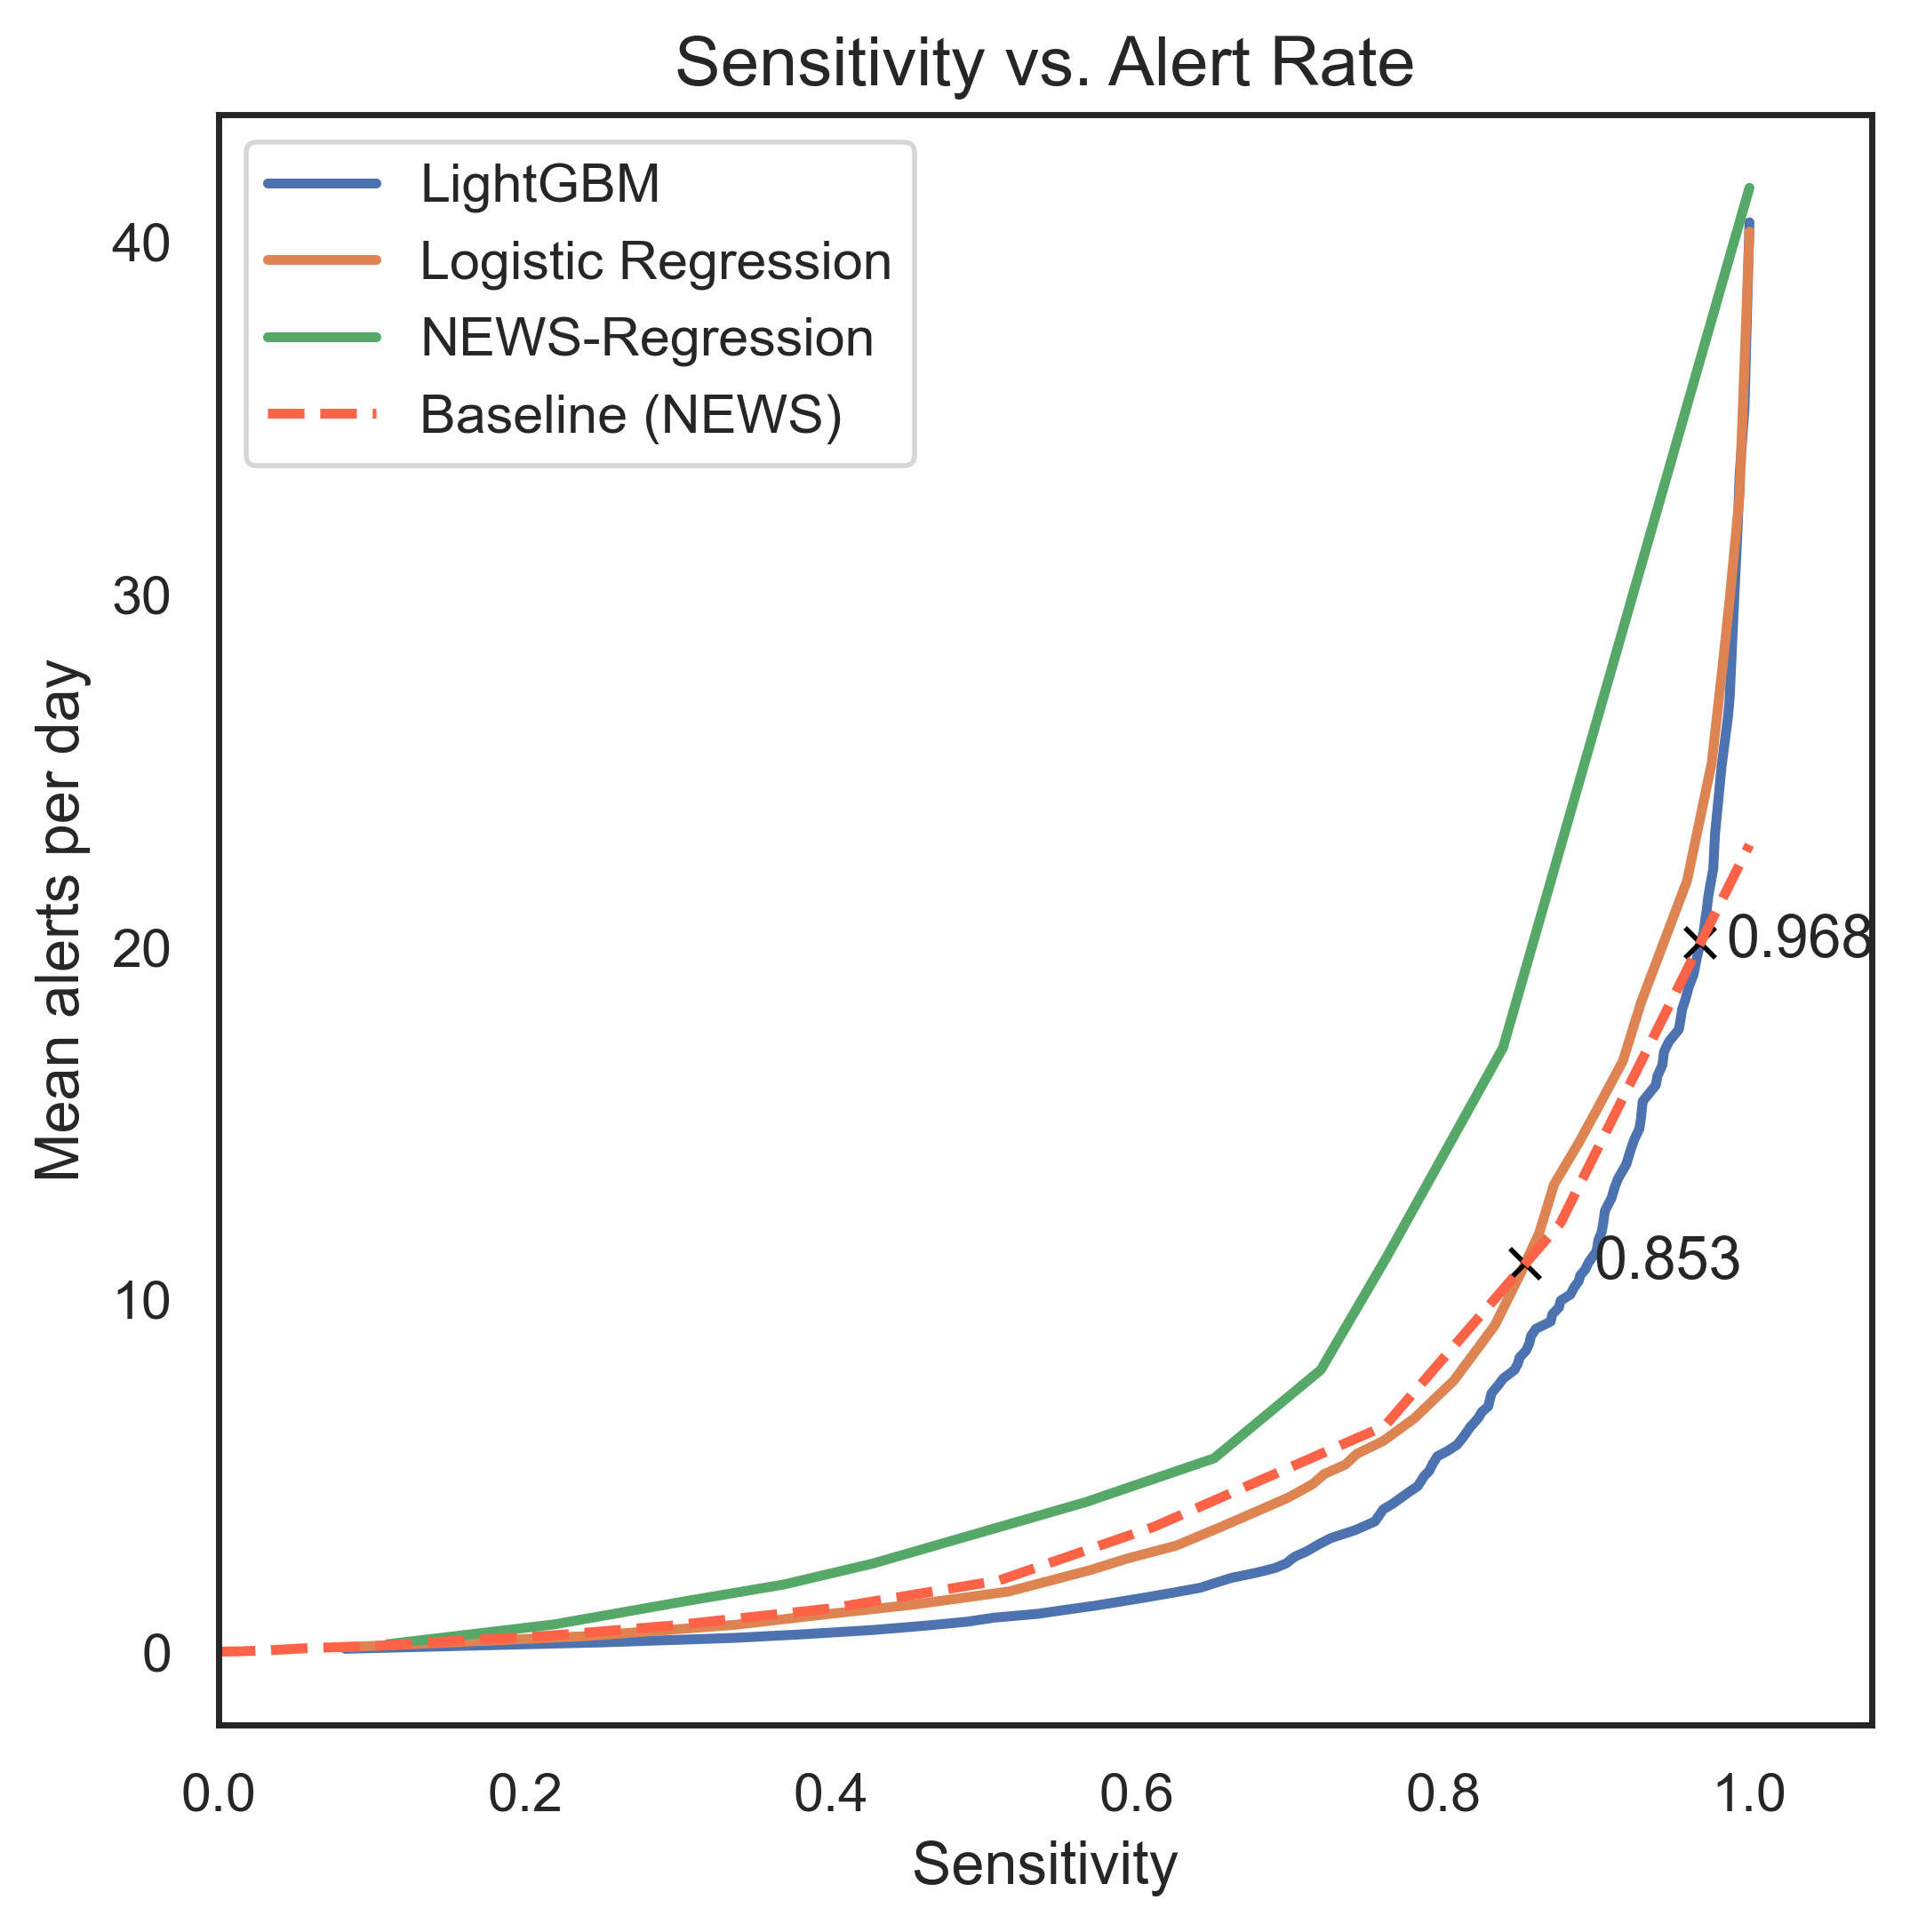 Sensitivity vs. Alert Rate
LightGBM
Logistic Regression
NEWS-Regression
Baseline (NEWS)
Mean alerts per day
40
30
20
10
0
0.968
0.853
0.0 0.2 0.4 0.6 0.8 1.0
Sensitivity